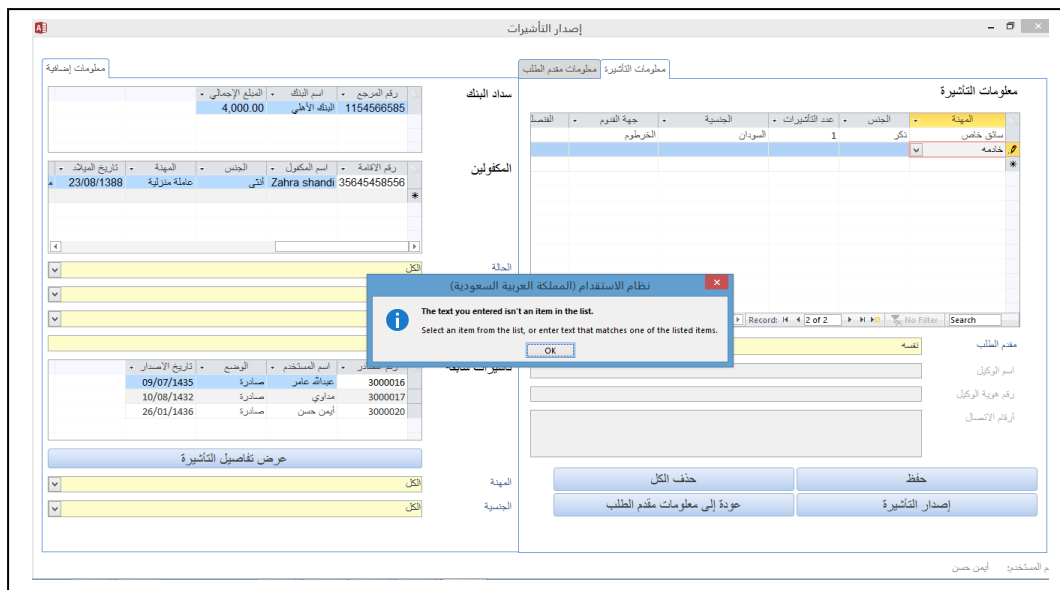 إصدار التأشيرات
معلومات التأشيرة
معلومات مقدم الطلب
معلومات إضافية
معلومات التأشيرة
المهنة الجنس عدد التأشيرات الجنسية جهة القدوم القنصل
سائق خاص ذكر 1 السودان الخرطوم
خادمه
Record: 2 of 2 No Filter Search
مقدم الطلب نفسه
اسم الوكيل
رقم هوية الوكيل
أرقام الاتصال
حفظ حذف الكل
إصدار التأشيرة عودة إلى معلومات مقدم الطلب
سداد البنك
رقم المرجع اسم البنك المبلغ الإجمالي
1154566585 البنك الأهلي 4,000.00
المكفولين
رقم الاقامة اسم المكفول الجنس المهنة تاريخ الميلاد
35645458556 Zahra shandi أنثى عاملة منزلية 23/08/1388
الحالة الكل
نظام الاستقدام (المملكة العربية السعودية)
The text you entered isn't an item in the list.
Select an item from the list, or enter text that matches one of the listed items.
OK
اسم المستخدم الوضع تاريخ الاصدار
3000016 عبدالله عامر صادرة 09/07/1435
3000017 مداوي صادرة 10/08/1432
3000020 أيمن حسن صادرة 26/01/1436
عرض تفاصيل التأشيرة
المهنة الكل
الجنسية الكل
م المستخدم: أيمن حسن